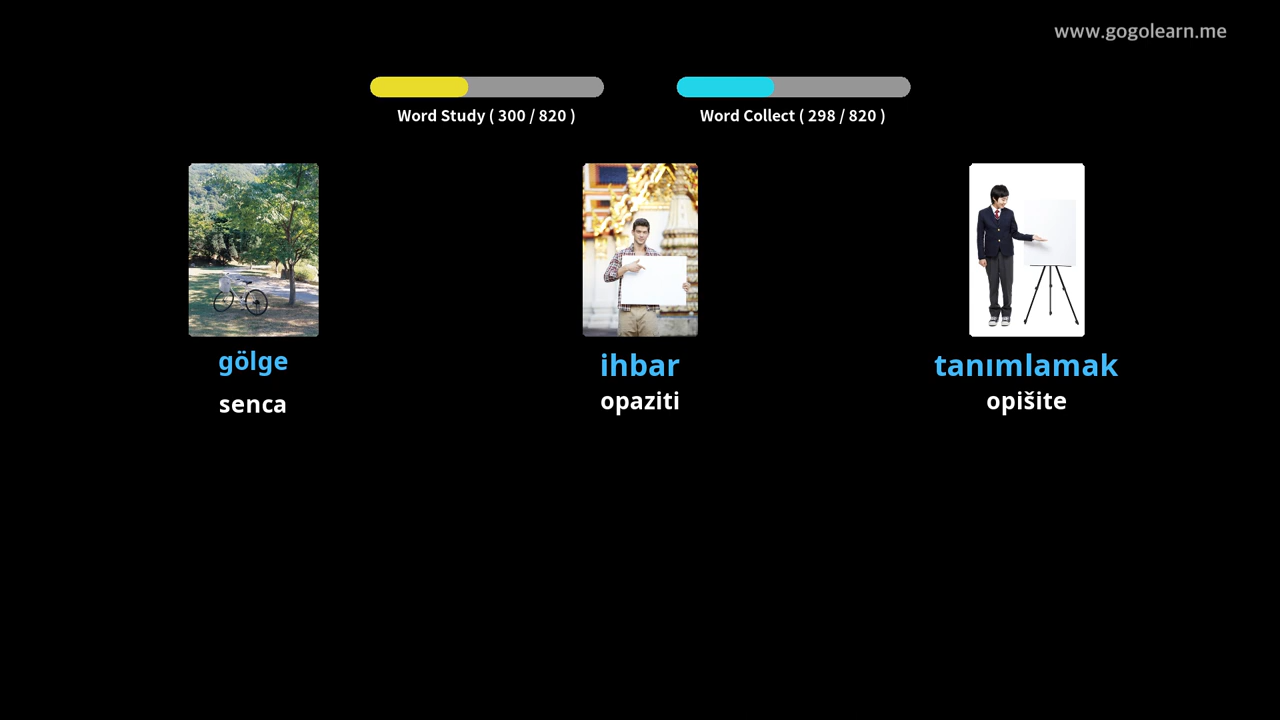 www.gogolearn.me
Word Study ( 300 / 820 )
Word Collect ( 298 / 820 )
gölge
senca
ihbar
opaziti
tanımlamak
opišite